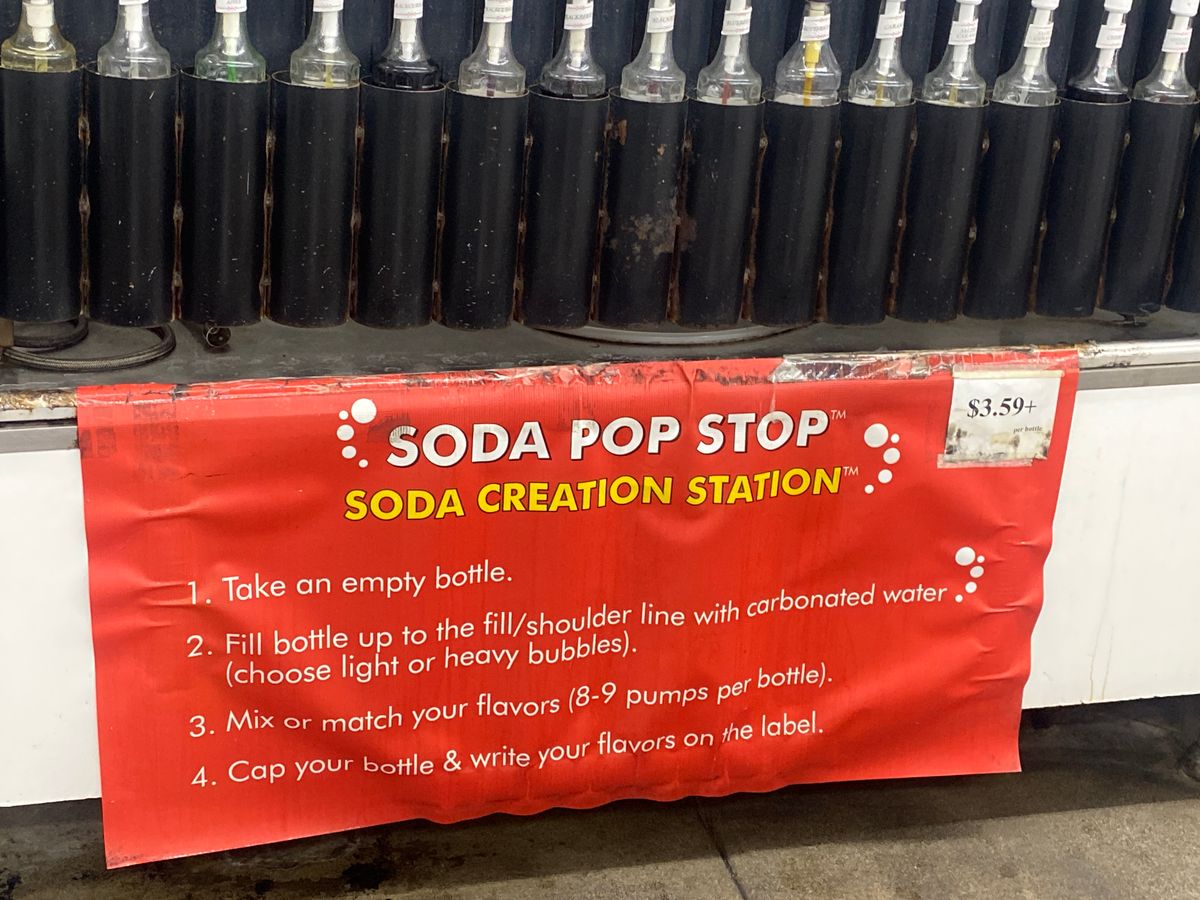 SODA POP STOP™
SODA CREATION STATION™
$3.59+
per bottle
1. Take an empty bottle.
2. Fill bottle up to the fill/shoulder line with carbonated water
(choose light or heavy bubbles).
3. Mix or match your flavors (8-9 pumps per bottle).
4. Cap your bottle & write your flavors on the label.